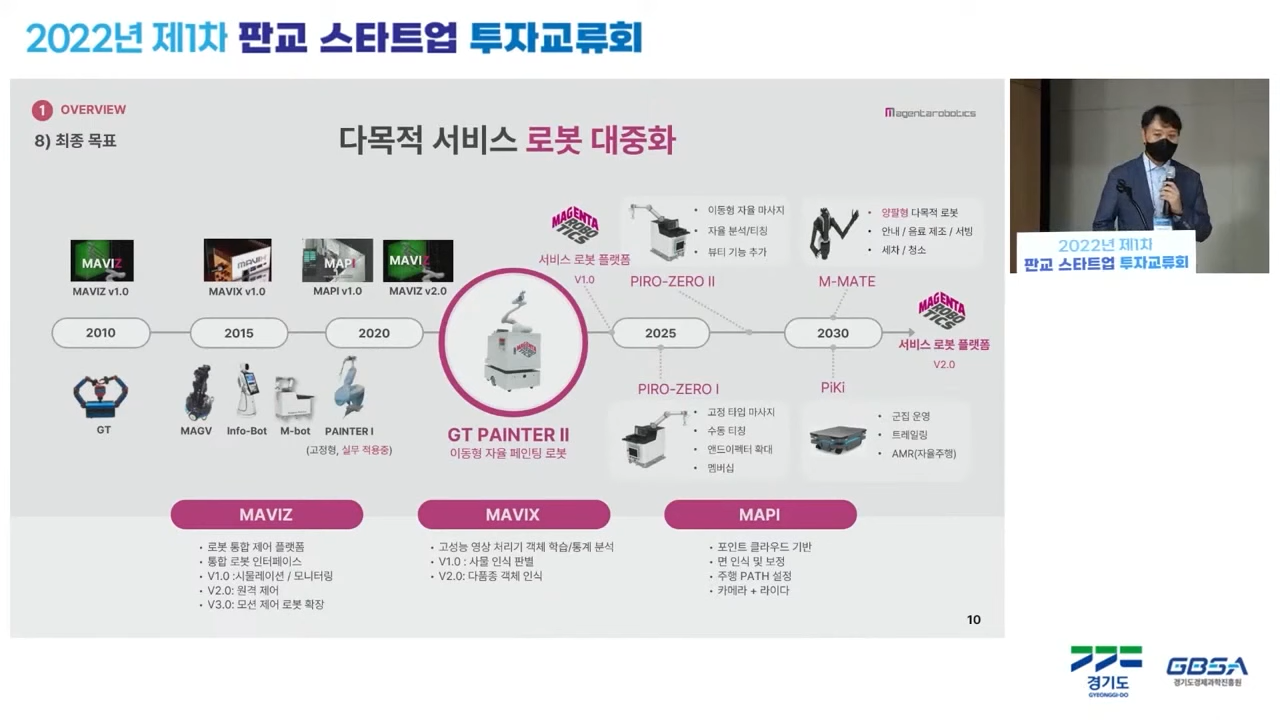 2022년 제1차 판교 스타트업 투자교류회
1 OVERVIEW
Magentarobotics
8) 최종 목표
다목적 서비스 로봇 대중화
MAVIZ
MAVIZ v1.0
MAVIX
MAVIX v1.0
MAPI
MAPI v1.0
MAVIZ
MAVIZ v2.0
MAGENTA ROBOTICS
서비스 로봇 플랫폼
V1.0
• 이동형 자율 마사지
• 자율 분석/티칭
• 뷰티 기능 추가
PIRO-ZERO II
• 양팔형 다목적 로봇
• 안내 / 음료 제조 / 서빙
• 세차 / 청소
M-MATE
MAGENTA ROBOTICS
서비스 로봇 플랫폼
V2.0
2010
2015
2020
2025
2030
GT
MAGV
Info-Bot
M-bot
PAINTER I
(고정형, 실무 적용중)
MAGENTA ROBOTICS
GT PAINTER II
이동형 자율 페인팅 로봇
PIRO-ZERO I
• 고정 타입 마사지
• 수동 티칭
• 앤드이펙터 확대
• 멤버십
PiKi
• 군집 운영
• 트레일링
• AMR(자율주행)
MAVIZ
• 로봇 통합 제어 플랫폼
• 통합 로봇 인터페이스
• V1.0 :시물레이션 / 모니터링
• V2.0: 원격 제어
• V3.0: 모션 제어 로봇 확장
MAVIX
• 고성능 영상 처리기 객체 학습/통계 분석
• V1.0 : 사물 인식 판별
• V2.0: 다품종 객체 인식
MAPI
• 포인트 클라우드 기반
• 면 인식 및 보정
• 주행 PATH 설정
• 카메라 + 라이다
10
2022년 제1차
판교 스타트업 투자교류회
경기도
GYEONGGI-DO
GBSA
경기도경제과학진흥원